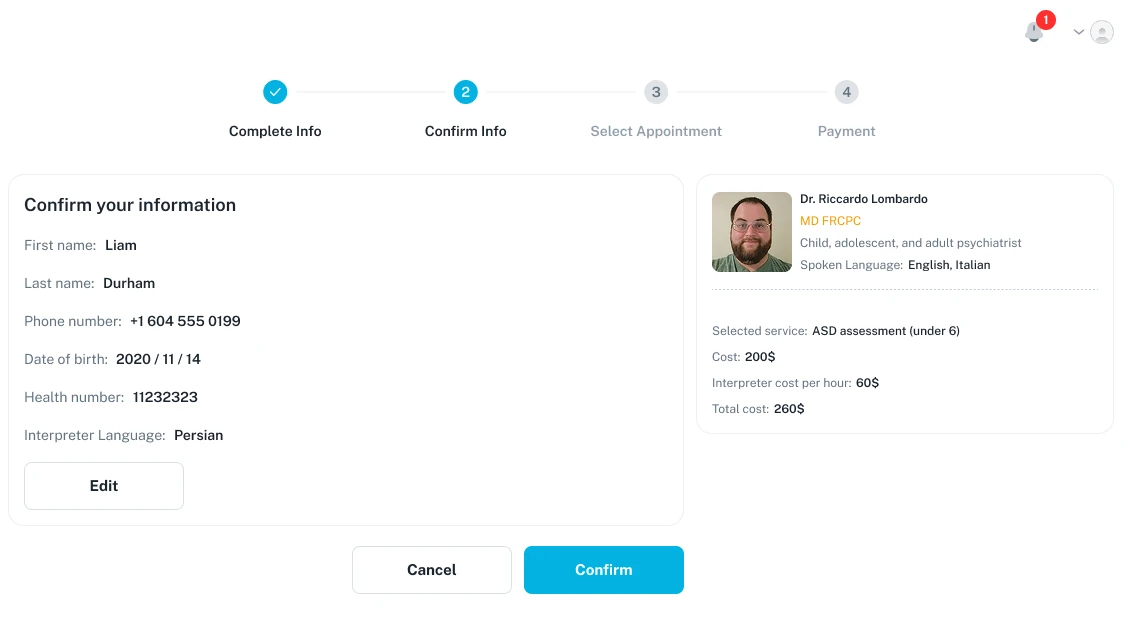 1
2
3
4
Complete Info
Confirm Info
Select Appointment
Payment
Confirm your information
First name: Liam
Last name: Durham
Phone number: +1 604 555 0199
Date of birth: 2020 / 11 / 14
Health number: 11232323
Interpreter Language: Persian
Edit
Cancel
Confirm
Dr. Riccardo Lombardo
MD FRCPC
Child, adolescent, and adult psychiatrist
Spoken Language: English, Italian
Selected service: ASD assessment (under 6)
Cost: 200$
Interpreter cost per hour: 60$
Total cost: 260$